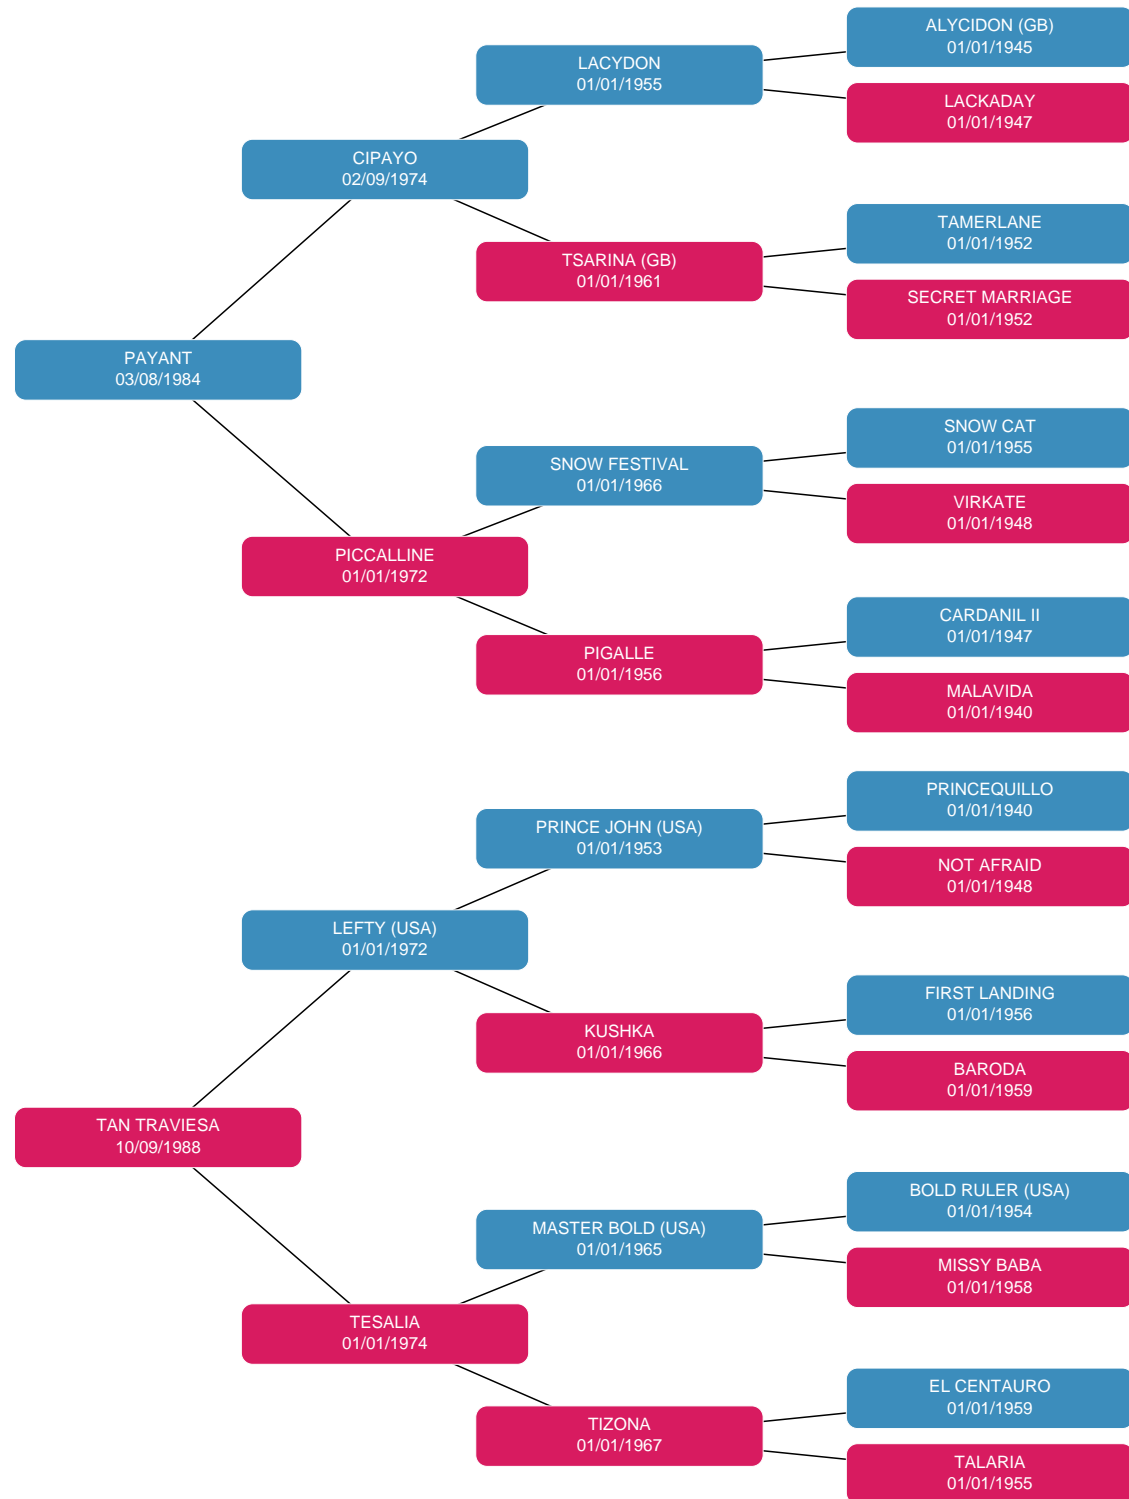 ALYCIDON (GB)
01/01/1945
LACYDON
01/01/1955
LACKADAY
01/01/1947
CIPAYO
02/09/1974
TAMERLANE
01/01/1952
TSARINA (GB)
01/01/1961
SECRET MARRIAGE
01/01/1952
PAYANT
03/08/1984
SNOW CAT
01/01/1955
SNOW FESTIVAL
01/01/1966
VIRKATE
01/01/1948
PICCALLINE
01/01/1972
CARDANIL II
01/01/1947
PIGALLE
01/01/1956
MALAVIDA
01/01/1940
PRINCEQUILLO
01/01/1940
PRINCE JOHN (USA)
01/01/1953
NOT AFRAID
01/01/1948
LEFTY (USA)
01/01/1972
FIRST LANDING
01/01/1956
KUSHKA
01/01/1966
BARODA
01/01/1959
TAN TRAVIESA
10/09/1988
BOLD RULER (USA)
01/01/1954
MASTER BOLD (USA)
01/01/1965
MISSY BABA
01/01/1958
TESALIA
01/01/1974
EL CENTAURO
01/01/1959
TIZONA
01/01/1967
TALARIA
01/01/1955